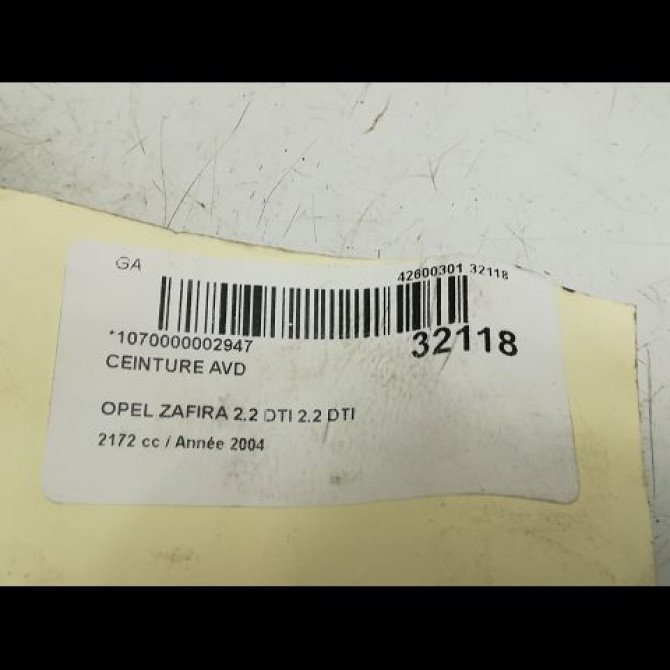 GA
42600301 32118
*1070000002947
32118
CEINTURE AVD
OPEL ZAFIRA 2.2 DTI 2.2 DTI
2172 cc / Année 2004